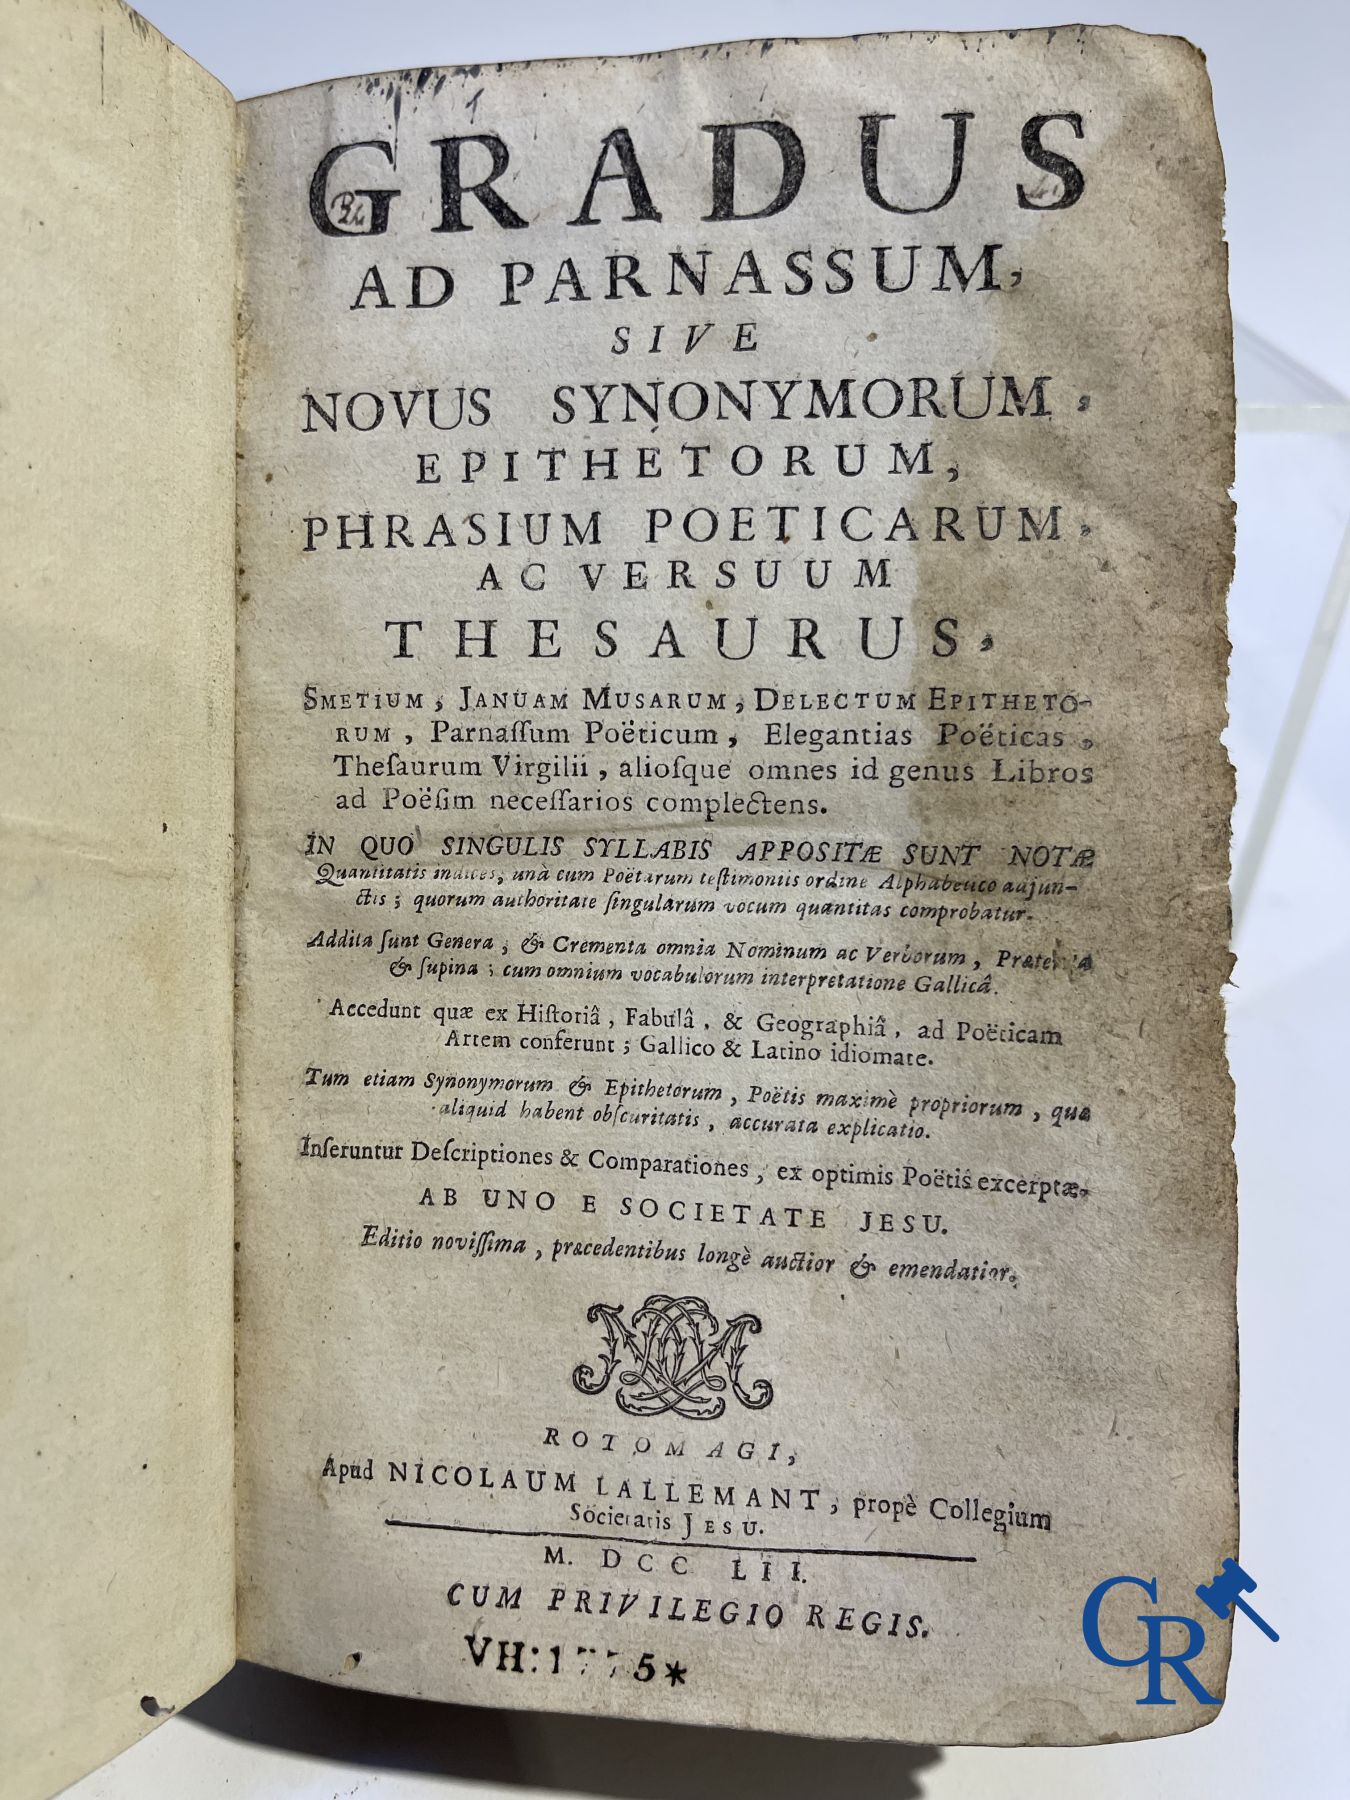 GRADUS
AD PARNASSUM,
SIVE
NOVUS SYNONYMORUM,
EPITHETORUM,
PHRASIUM POETICARUM,
AC VERSUUM
THESAURUS,
SMETIUM, JANUAM MUSARUM, DELECTUM EPITHETO-
RUM, Parnaſſum Poëticum, Elegantias Poëticas,
Theſaurum Virgilii, alioſque omnes id genus Libros
ad Poëſim neceſſarios complectens.
IN QUO SINGULIS SYLLABIS APPOSITÆ SUNT NOTÆ
Quantitatis indices, unà cum Poëtarum teſtimoniis ordine Alphabetico adjun-
ctis; quorum authoritate ſingularum vocum quantitas comprobatur.
Addita ſunt Genera, & Crementa omnia Nominum ac Verborum, Præterita
& ſupina; cum omnium vocabulorum interpretatione Gallicâ.
Accedunt quæ ex Hiſtoriâ, Fabulâ, & Geographiâ, ad Poëticam
Artem conferunt; Gallico & Latino idiomate.
Tum etiam Synonymorum & Epithetorum, Poëtis maximè propriorum, quæ
aliquid habent obſcuritatis, accurata explicatio.
Inſeruntur Deſcriptiones & Comparationes, ex optimis Poëtis excerptæ,
AB UNO E SOCIETATE JESU.
Editio noviſſima, præcedentibus longè auctior & emendatior.
ROTOMAGI,
Apud NICOLAUM LALLEMANT, propè Collegium
Societatis JESU.
M. DCC LII.
CUM PRIVILEGIO REGIS.
VH:1775*
CR